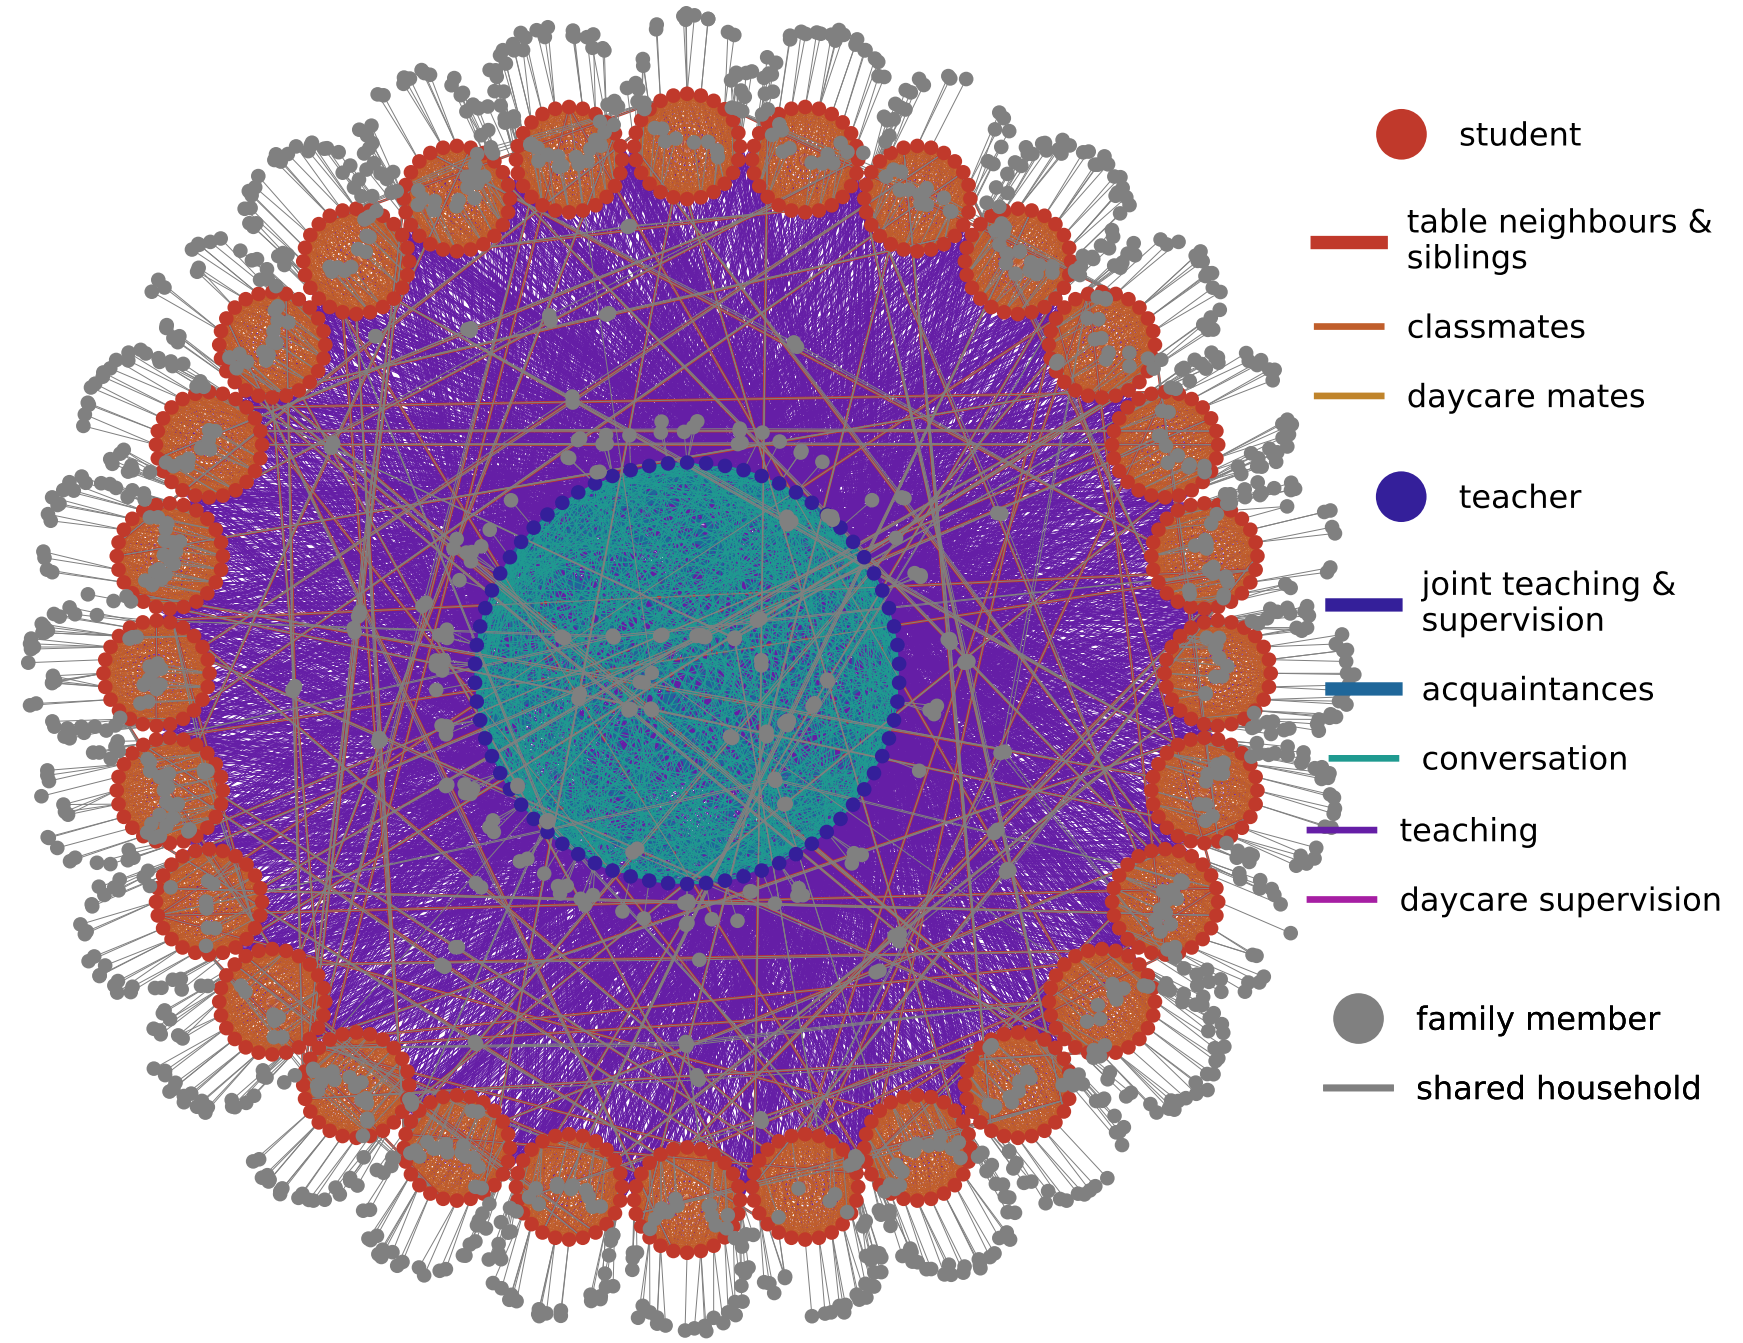 student
table neighbours &
siblings
classmates
daycare mates
teacher
joint teaching &
supervision
acquaintances
conversation
teaching
daycare supervision
family member
shared household